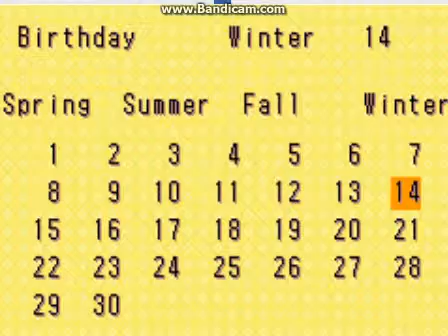 www.Bandicam.com
Birthday Winter 14
Spring Summer Fall Winter
1 2 3 4 5 6 7
8 9 10 11 12 13 14
15 16 17 18 19 20 21
22 23 24 25 26 27 28
29 30